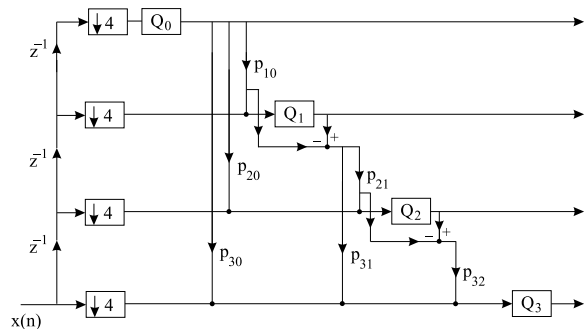 ↓4 Q₀
z⁻¹
p₁₀
↓4 Q₁
− +
z⁻¹
p₂₀ p₂₁
↓4 Q₂
− +
z⁻¹
p₃₀ p₃₁ p₃₂
↓4 Q₃
x(n)